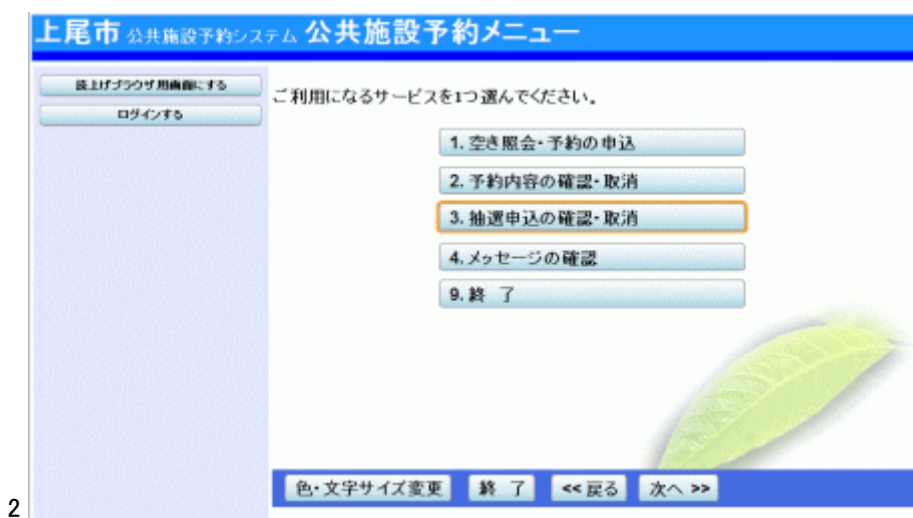 上尾市 公共施設予約システム 公共施設予約メニュー
読上げブラウザ用画面にする
ログインする
ご利用になるサービスを1つ選んでください。
1. 空き照会・予約の申込
2. 予約内容の確認・取消
3. 抽選申込の確認・取消
4. メッセージの確認
9. 終 了
色・文字サイズ変更 終 了 << 戻る 次へ >>
2